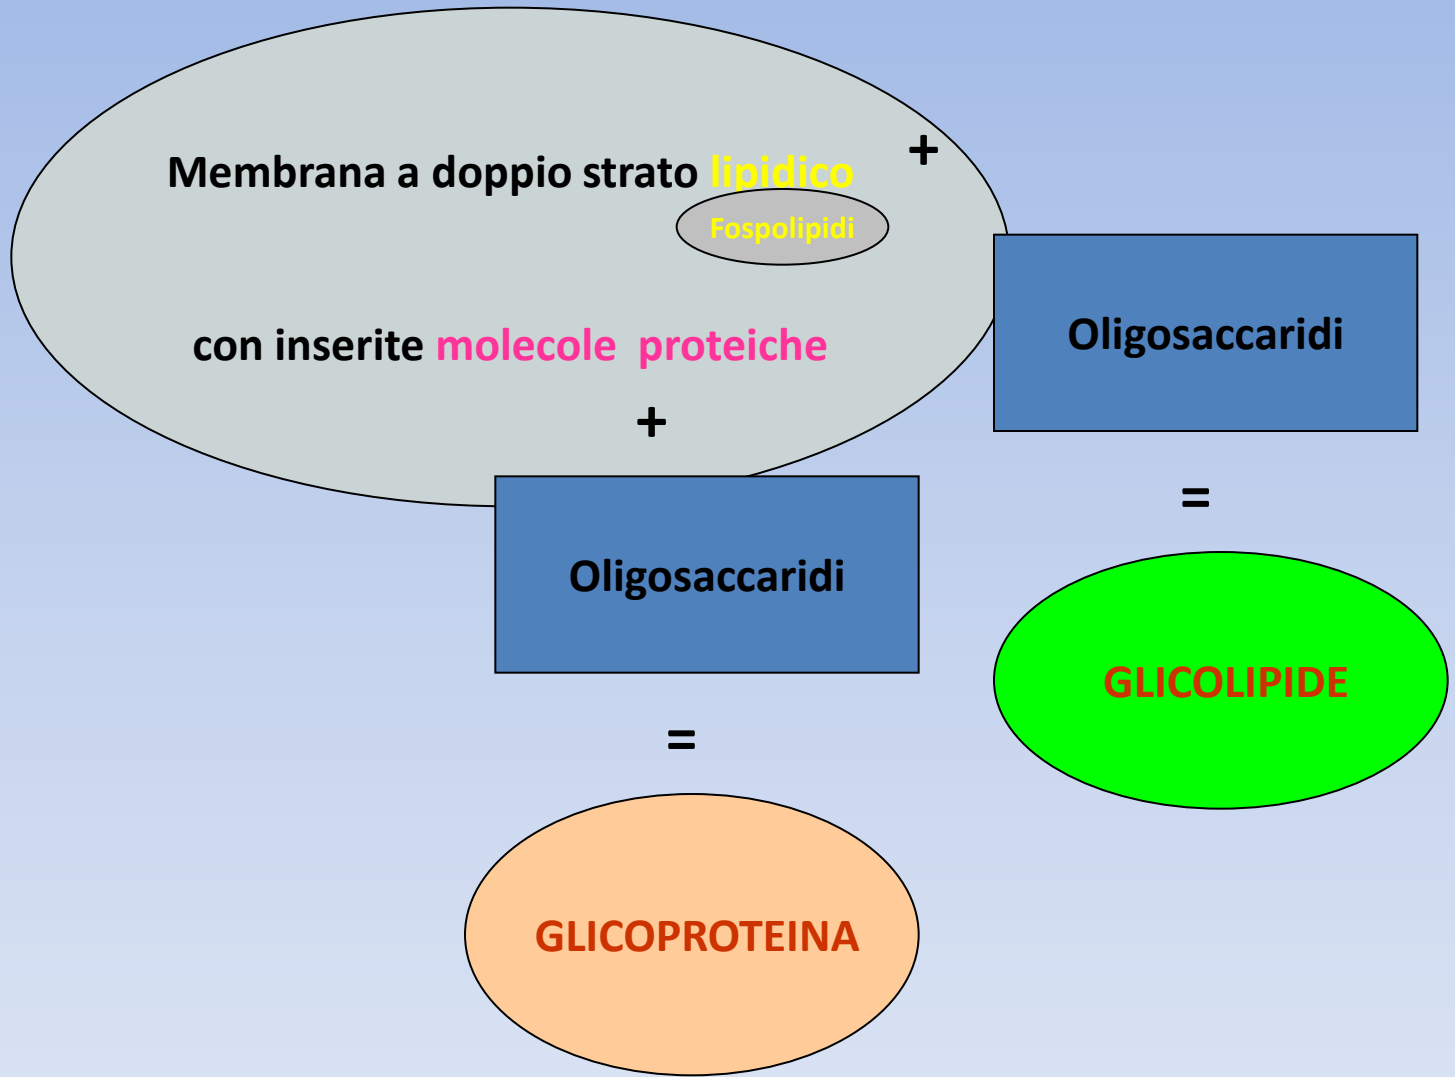 Membrana a doppio strato lipidico +
Fospolipidi
con inserite molecole proteiche
+
Oligosaccaridi
=
GLICOPROTEINA
Oligosaccaridi
=
GLICOLIPIDE